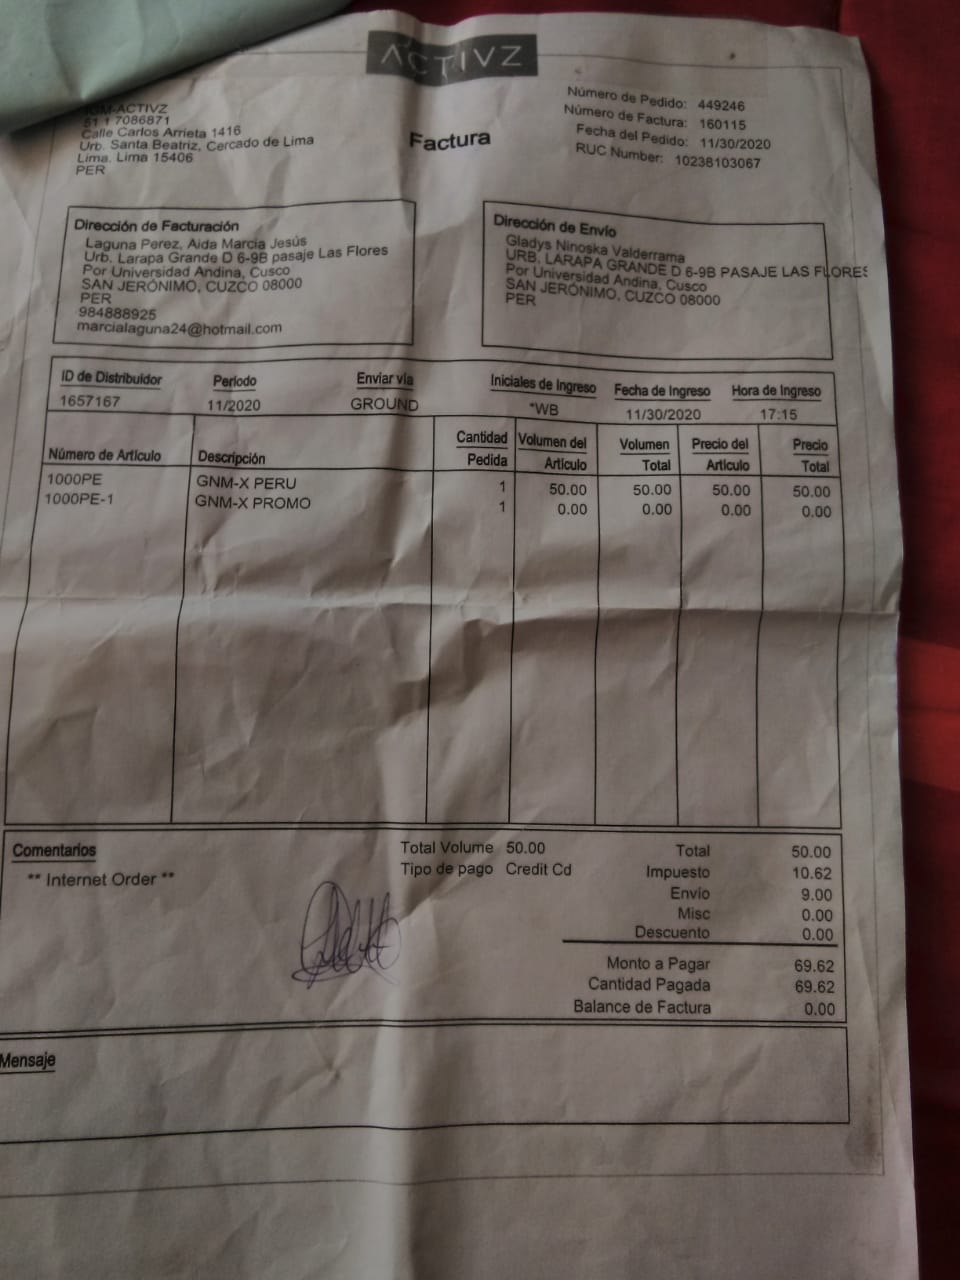 ACTIVZ
-ACTIVZ
51 1 7086871
Calle Carlos Arrieta 1416
Urb. Santa Beatriz, Cercado de Lima
Lima, Lima 15406
PER
Factura
Número de Pedido: 449246
Número de Factura: 160115
Fecha del Pedido: 11/30/2020
RUC Number: 10238103067
Dirección de Facturación
Laguna Perez, Aida Marcia Jesús
Urb. Larapa Grande D 6-9B pasaje Las Flores
Por Universidad Andina, Cusco
SAN JERÓNIMO, CUZCO 08000
PER
984888925
marcialaguna24@hotmail.com
Dirección de Envío
Gladys Ninoska Valderrama
URB. LARAPA GRANDE D 6-9B PASAJE LAS FLORES
Por Universidad Andina, Cusco
SAN JERÓNIMO, CUZCO 08000
PER
ID de Distribuidor Período Enviar vía Iniciales de Ingreso Fecha de Ingreso Hora de Ingreso
1657167 11/2020 GROUND *WB 11/30/2020 17:15
Número de Artículo Descripción Cantidad Pedida Volumen del Artículo Volumen Total Precio del Artículo Precio Total
1000PE GNM-X PERU 1 50.00 50.00 50.00 50.00
1000PE-1 GNM-X PROMO 1 0.00 0.00 0.00 0.00
Comentarios
** Internet Order **
Total Volume 50.00
Tipo de pago Credit Cd
Total 50.00
Impuesto 10.62
Envío 9.00
Misc 0.00
Descuento 0.00
Monto a Pagar 69.62
Cantidad Pagada 69.62
Balance de Factura 0.00
Mensaje